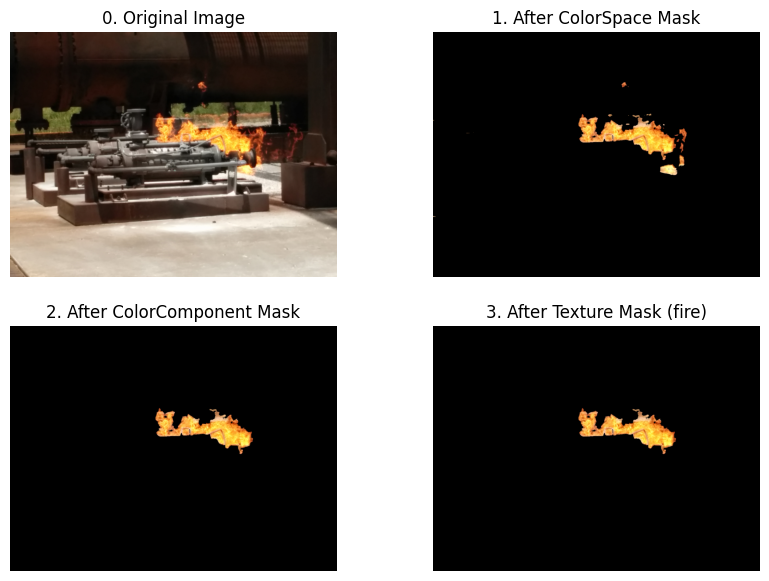 0. Original Image
1. After ColorSpace Mask
2. After ColorComponent Mask
3. After Texture Mask (fire)